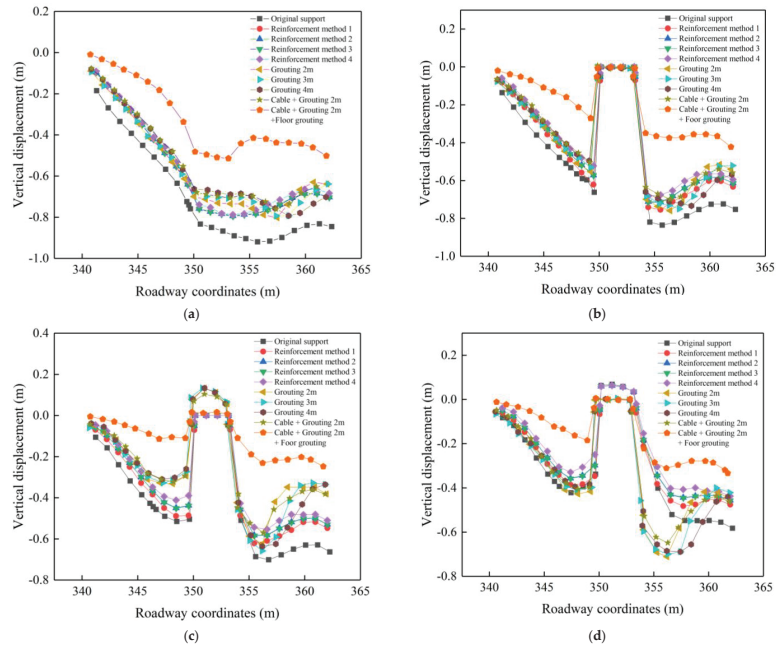 (a)
Vertical displacement (m)
0.2
0.0
-0.2
-0.4
-0.6
-0.8
-1.0
340 345 350 355 360 365
Roadway coordinates (m)
Original support
Reinforcement method 1
Reinforcement method 2
Reinforcement method 3
Reinforcement method 4
Grouting 2m
Grouting 3m
Grouting 4m
Cable + Grouting 2m
Cable + Grouting 2m
+Floor grouting
(b)
Vertical displacement (m)
0.2
0.0
-0.2
-0.4
-0.6
-0.8
-1.0
340 345 350 355 360 365
Roadway coordinates (m)
Original support
Reinforcement method 1
Reinforcement method 2
Reinforcement method 3
Reinforcement method 4
Grouting 2m
Grouting 3m
Grouting 4m
Cable + Grouting 2m
Cable + Grouting 2m
+ Foor grouting
(c)
Vertical displacement (m)
0.4
0.2
0.0
-0.2
-0.4
-0.6
-0.8
340 345 350 355 360 365
Roadway coordinates (m)
Original support
Reinforcement method 1
Reinforcement method 2
Reinforcement method 3
Reinforcement method 4
Grouting 2m
Grouting 3m
Grouting 4m
Cable + Grouting 2m
Cable + Grouting 2m
+ Foor grouting
(d)
Vertical displacement (m)
0.2
0.0
-0.2
-0.4
-0.6
-0.8
340 345 350 355 360 365
Roadway coordinates (m)
Original support
Reinforcement method 1
Reinforcement method 2
Reinforcement method 3
Reinforcement method 4
Grouting 2m
Grouting 3m
Grouting 4m
Cable + Grouting 2m
Cable + Grouting 2m
+ Foor grouting